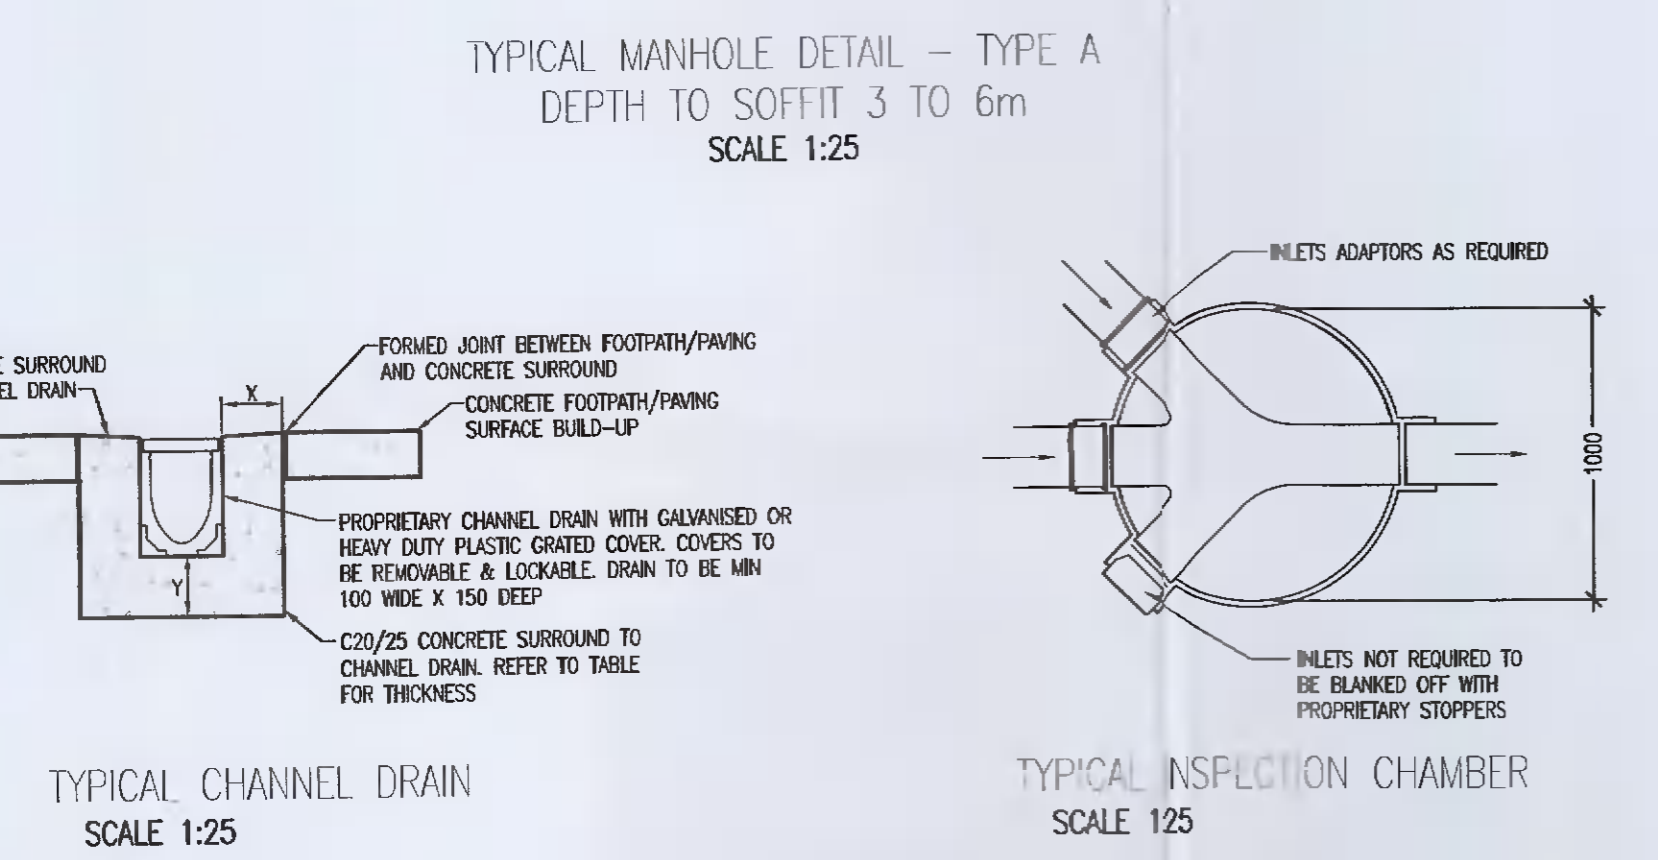 TYPICAL MANHOLE DETAIL – TYPE A
DEPTH TO SOFFIT 3 TO 6m
SCALE 1:25
SURROUND
DRAIN
X
FORMED JOINT BETWEEN FOOTPATH/PAVING
AND CONCRETE SURROUND
CONCRETE FOOTPATH/PAVING
SURFACE BUILD-UP
PROPRIETARY CHANNEL DRAIN WITH GALVANISED OR
HEAVY DUTY PLASTIC GRATED COVER. COVERS TO
BE REMOVABLE & LOCKABLE. DRAIN TO BE MIN
100 WIDE X 150 DEEP
Y
C20/25 CONCRETE SURROUND TO
CHANNEL DRAIN. REFER TO TABLE
FOR THICKNESS
TYPICAL CHANNEL DRAIN
SCALE 1:25
INLETS ADAPTORS AS REQUIRED
1000
INLETS NOT REQUIRED TO
BE BLANKED OFF WITH
PROPRIETARY STOPPERS
TYPICAL INSPECTION CHAMBER
SCALE 125